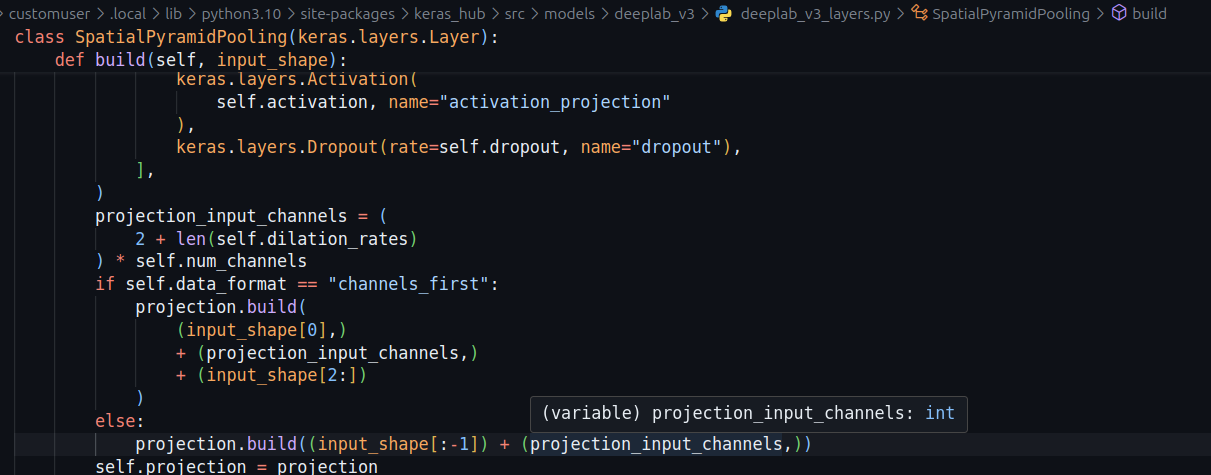 customuser > .local > lib > python3.10 > site-packages > keras_hub > src > models > deeplab_v3 > deeplab_v3_layers.py > SpatialPyramidPooling > build
class SpatialPyramidPooling(keras.layers.Layer):
    def build(self, input_shape):
                keras.layers.Activation(
                    self.activation, name="activation_projection"
                ),
                keras.layers.Dropout(rate=self.dropout, name="dropout"),
            ],
        )
        projection_input_channels = (
            2 + len(self.dilation_rates)
        ) * self.num_channels
        if self.data_format == "channels_first":
            projection.build(
                (input_shape[0],)
                + (projection_input_channels,)
                + (input_shape[2:])
            )
        else:
(variable) projection_input_channels: int
            projection.build((input_shape[:-1]) + (projection_input_channels,))
        self.projection = projection